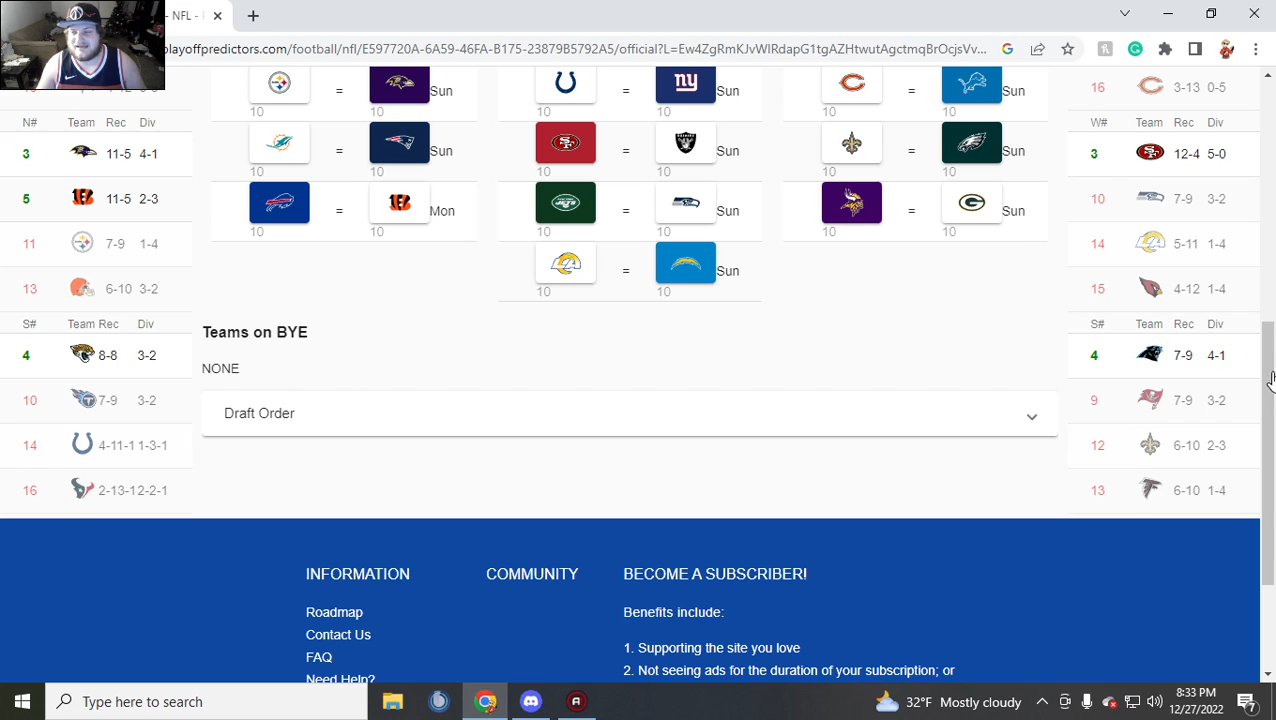 - NFL -
layoffpredictors.com/football/nfl/E597720A-6A59-46FA-B175-23879B5792A5/official?L=Ew4ZgRmKJvWlRdapG1tgAZHtwutAgctmqBrOcjsVv...
= Sun
10 10
= Sun
10 10
= Sun
10 10
= Sun
10 10
= Sun
10 10
= Sun
10 10
= Mon
10 10
= Sun
10 10
= Sun
10 10
= Sun
10 10
N# Team Rec Div
3 11-5 4-1
5 11-5 2-3
11 7-9 1-4
13 6-10 3-2
S# Team Rec Div
4 8-8 3-2
10 7-9 3-2
14 4-11-1 1-3-1
16 2-13-1 2-2-1
Teams on BYE
NONE
Draft Order
16 3-13 0-5
W# Team Rec Div
3 12-4 5-0
10 7-9 3-2
14 5-11 1-4
15 4-12 1-4
S# Team Rec Div
4 7-9 4-1
9 7-9 3-2
12 6-10 2-3
13 6-10 1-4
INFORMATION
Roadmap
Contact Us
FAQ
Need Help?
COMMUNITY
BECOME A SUBSCRIBER!
Benefits include:
1. Supporting the site you love
2. Not seeing ads for the duration of your subscription; or
Type here to search
32°F Mostly cloudy
8:33 PM
12/27/2022
7